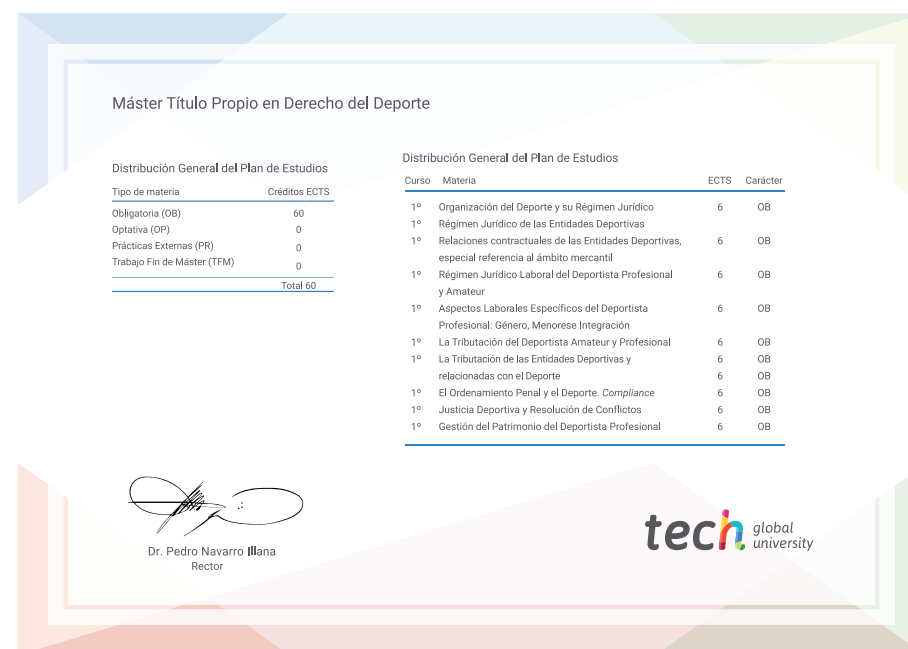 Máster Título Propio en Derecho del Deporte
Distribución General del Plan de Estudios
Tipo de materia Créditos ECTS
Obligatoria (OB) 60
Optativa (OP) 0
Prácticas Externas (PR) 0
Trabajo Fin de Máster (TFM) 0
Total 60
Distribución General del Plan de Estudios
Curso Materia ECTS Carácter
1º Organización del Deporte y su Régimen Jurídico 6 OB
1º Régimen Jurídico de las Entidades Deportivas
1º Relaciones contractuales de las Entidades Deportivas, 6 OB
especial referencia al ámbito mercantil
1º Régimen Jurídico Laboral del Deportista Profesional 6 OB
y Amateur
1º Aspectos Laborales Específicos del Deportista 6 OB
Profesional: Género, Menorese Integración
1º La Tributación del Deportista Amateur y Profesional 6 OB
1º La Tributación de las Entidades Deportivas y 6 OB
relacionadas con el Deporte 6 OB
1º El Ordenamiento Penal y el Deporte. Compliance 6 OB
1º Justicia Deportiva y Resolución de Conflictos 6 OB
1º Gestión del Patrimonio del Deportista Profesional 6 OB
Dr. Pedro Navarro Illana
Rector
tech global
university